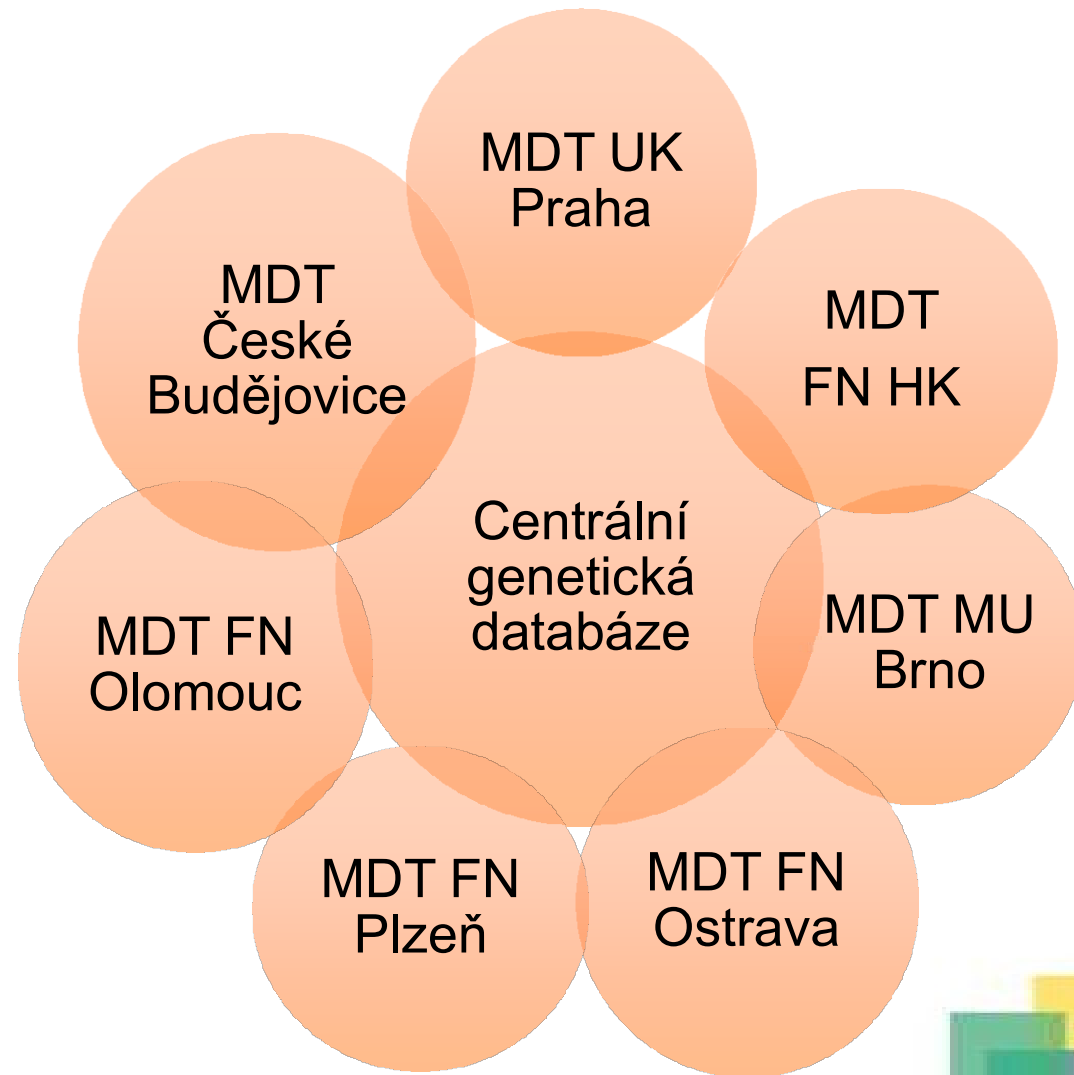 MDT UK
Praha
MDT
FN HK
MDT MU
Brno
MDT FN
Ostrava
MDT FN
Plzeň
MDT FN
Olomouc
MDT
České
Budějovice
Centrální
genetická
databáze